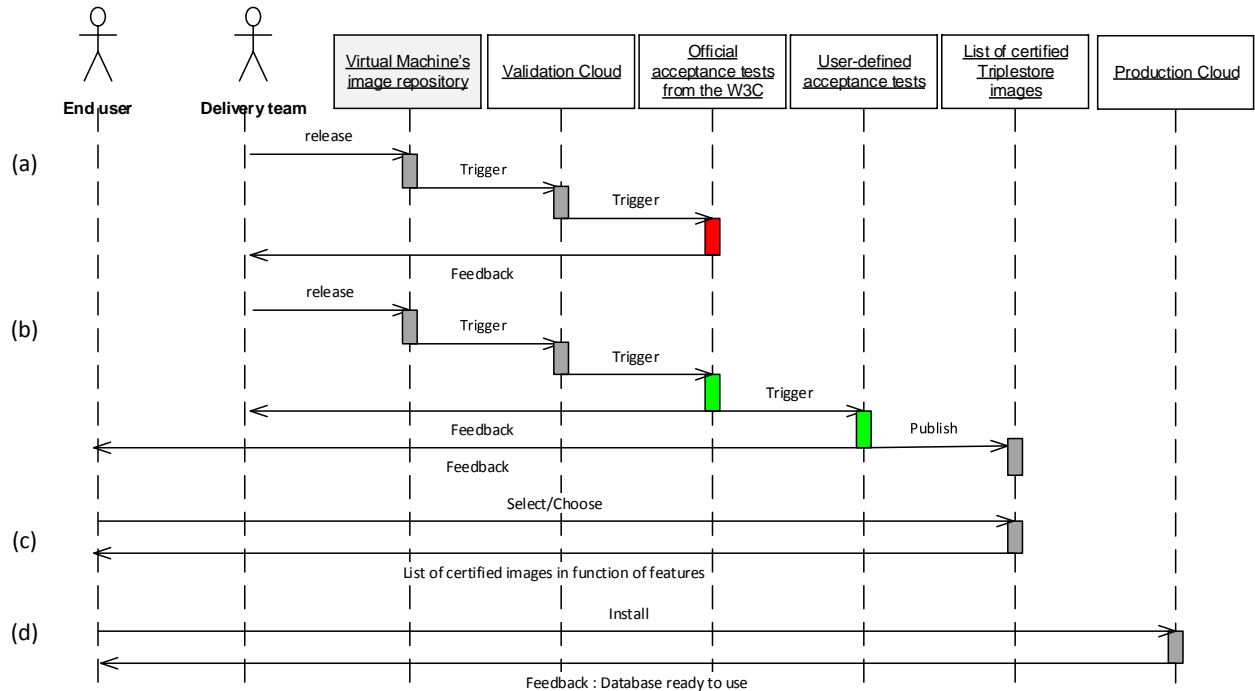 Virtual Machine's
image repository
Validation Cloud
Official
acceptance tests
from the W3C
User-defined
acceptance tests
List of certified
Triplestore
images
Production Cloud
End user
Delivery team
(a)
release
Trigger
Trigger
Feedback
(b)
release
Trigger
Trigger
Trigger
Feedback
Publish
Feedback
(c)
Select/Choose
List of certified images in function of features
(d)
Install
Feedback : Database ready to use